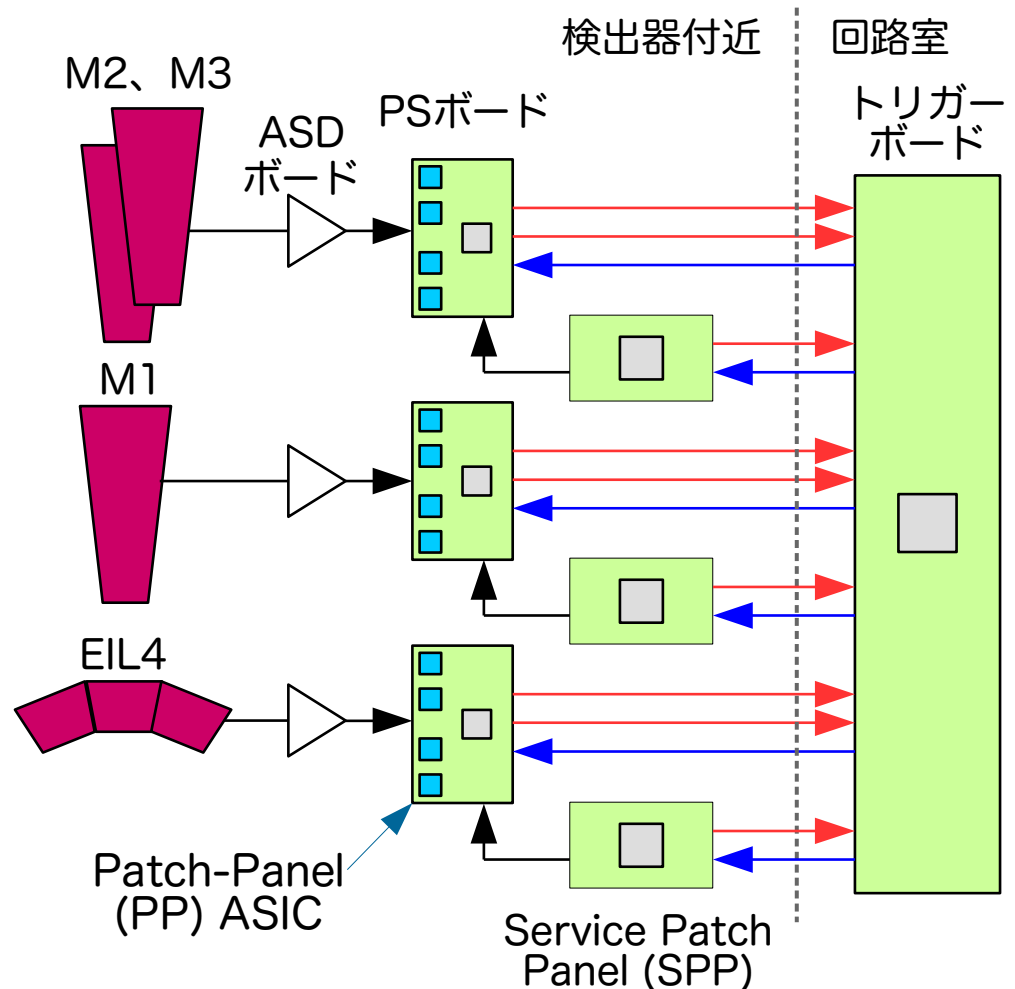 検出器付近
回路室
M2、M3
ASD
ボード
PSボード
トリガー
ボード
M1
EIL4
Patch-Panel
(PP) ASIC
Service Patch
Panel (SPP)